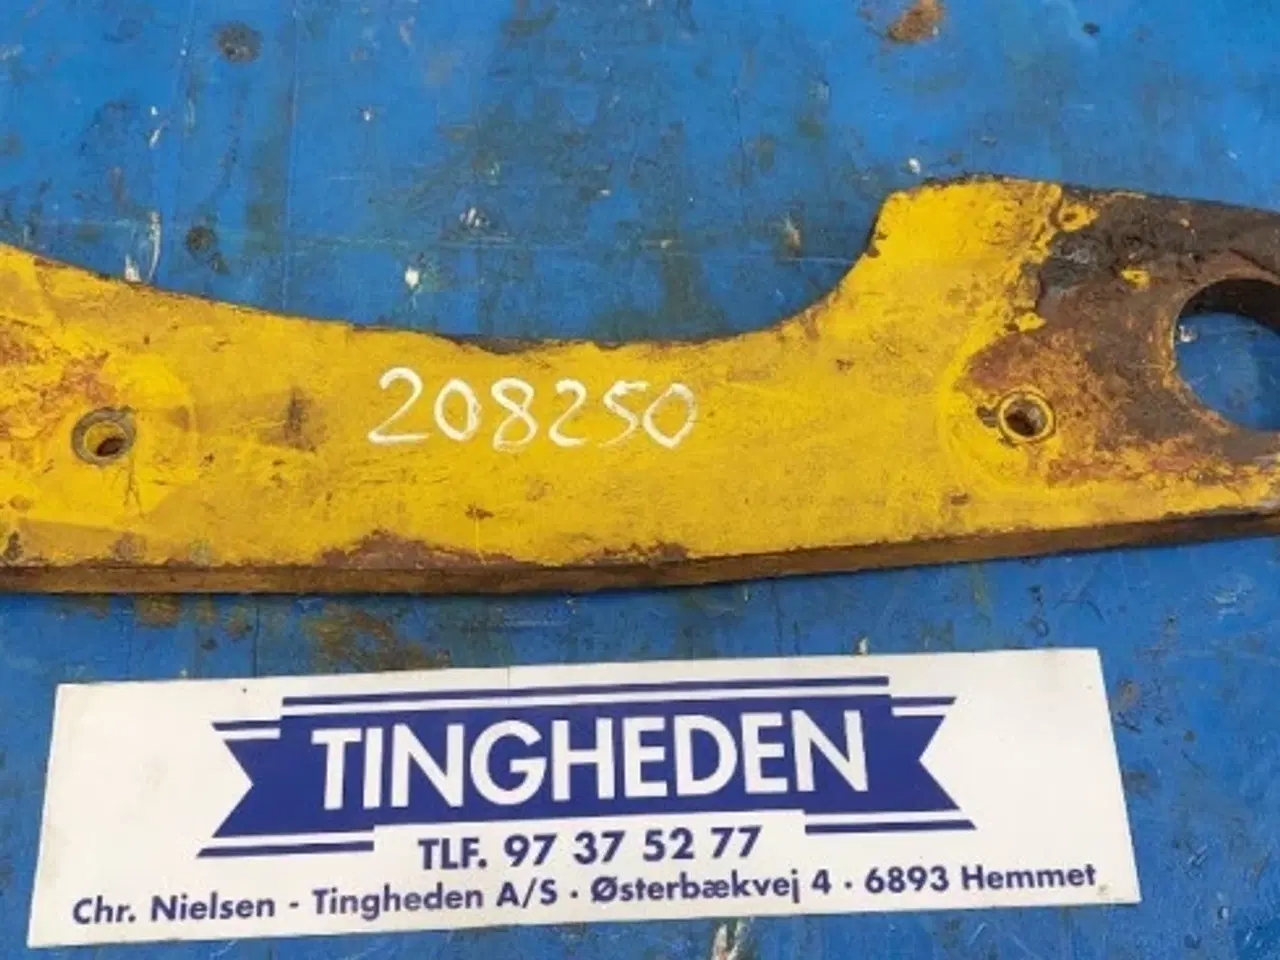 208250
TINGHEDEN
TLF. 97 37 52 77
Chr. Nielsen - Tingheden A/S · Østerbækvej 4 · 6893 Hemmet